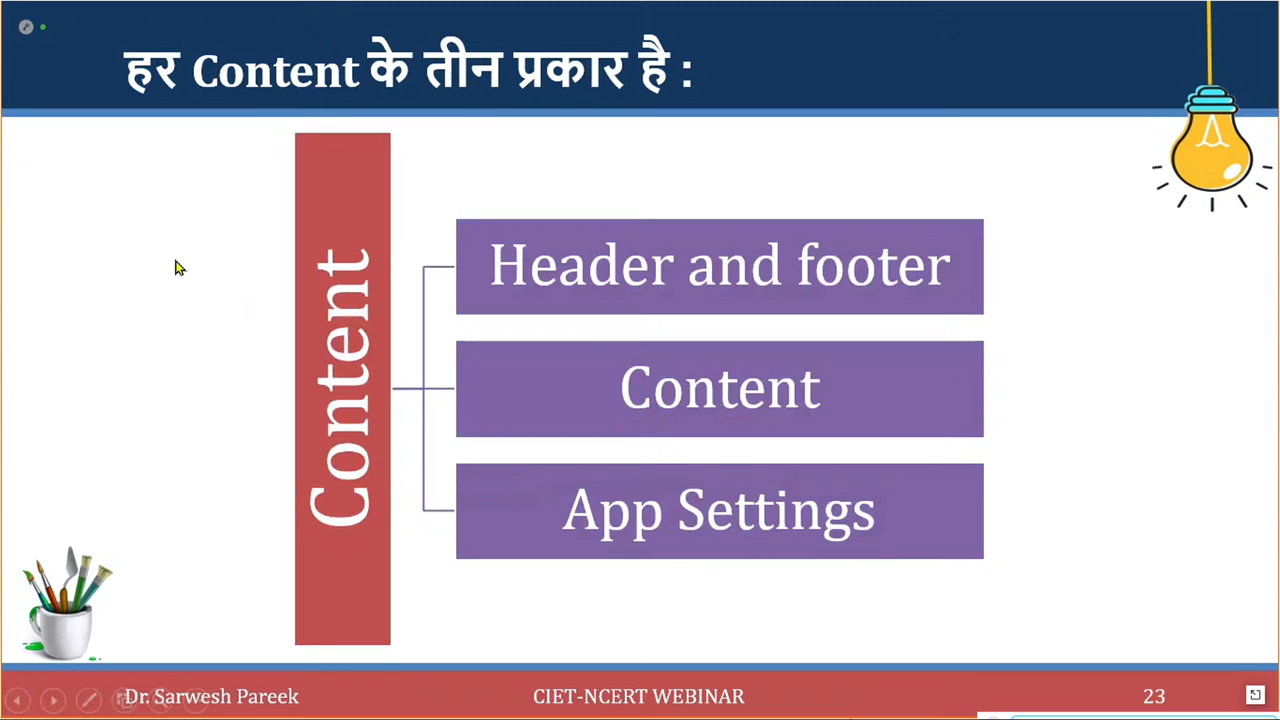 हर Content के तीन प्रकार है :
Content
Header and footer
Content
App Settings
Dr. Sarwesh Pareek
CIET-NCERT WEBINAR
23